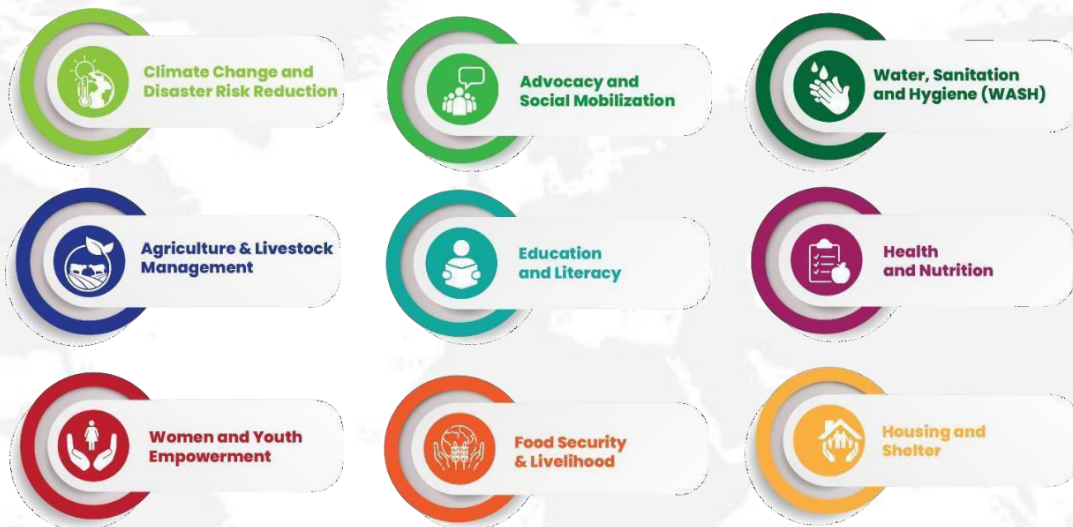 Climate Change and
Disaster Risk Reduction
Advocacy and
Social Mobilization
Water, Sanitation
and Hygiene (WASH)
Agriculture & Livestock
Management
Education
and Literacy
Health
and Nutrition
Women and Youth
Empowerment
Food Security
& Livelihood
Housing and
Shelter